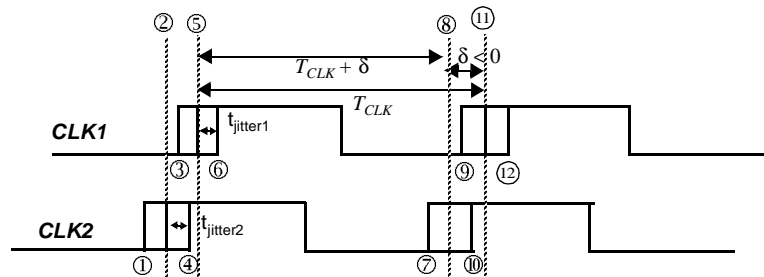 ② ⑤ ⑧ ⑪
T_CLK + δ
δ < 0
T_CLK
CLK1
t_jitter1
③ ⑥ ⑨ ⑫
CLK2
t_jitter2
① ④ ⑦ ⑩